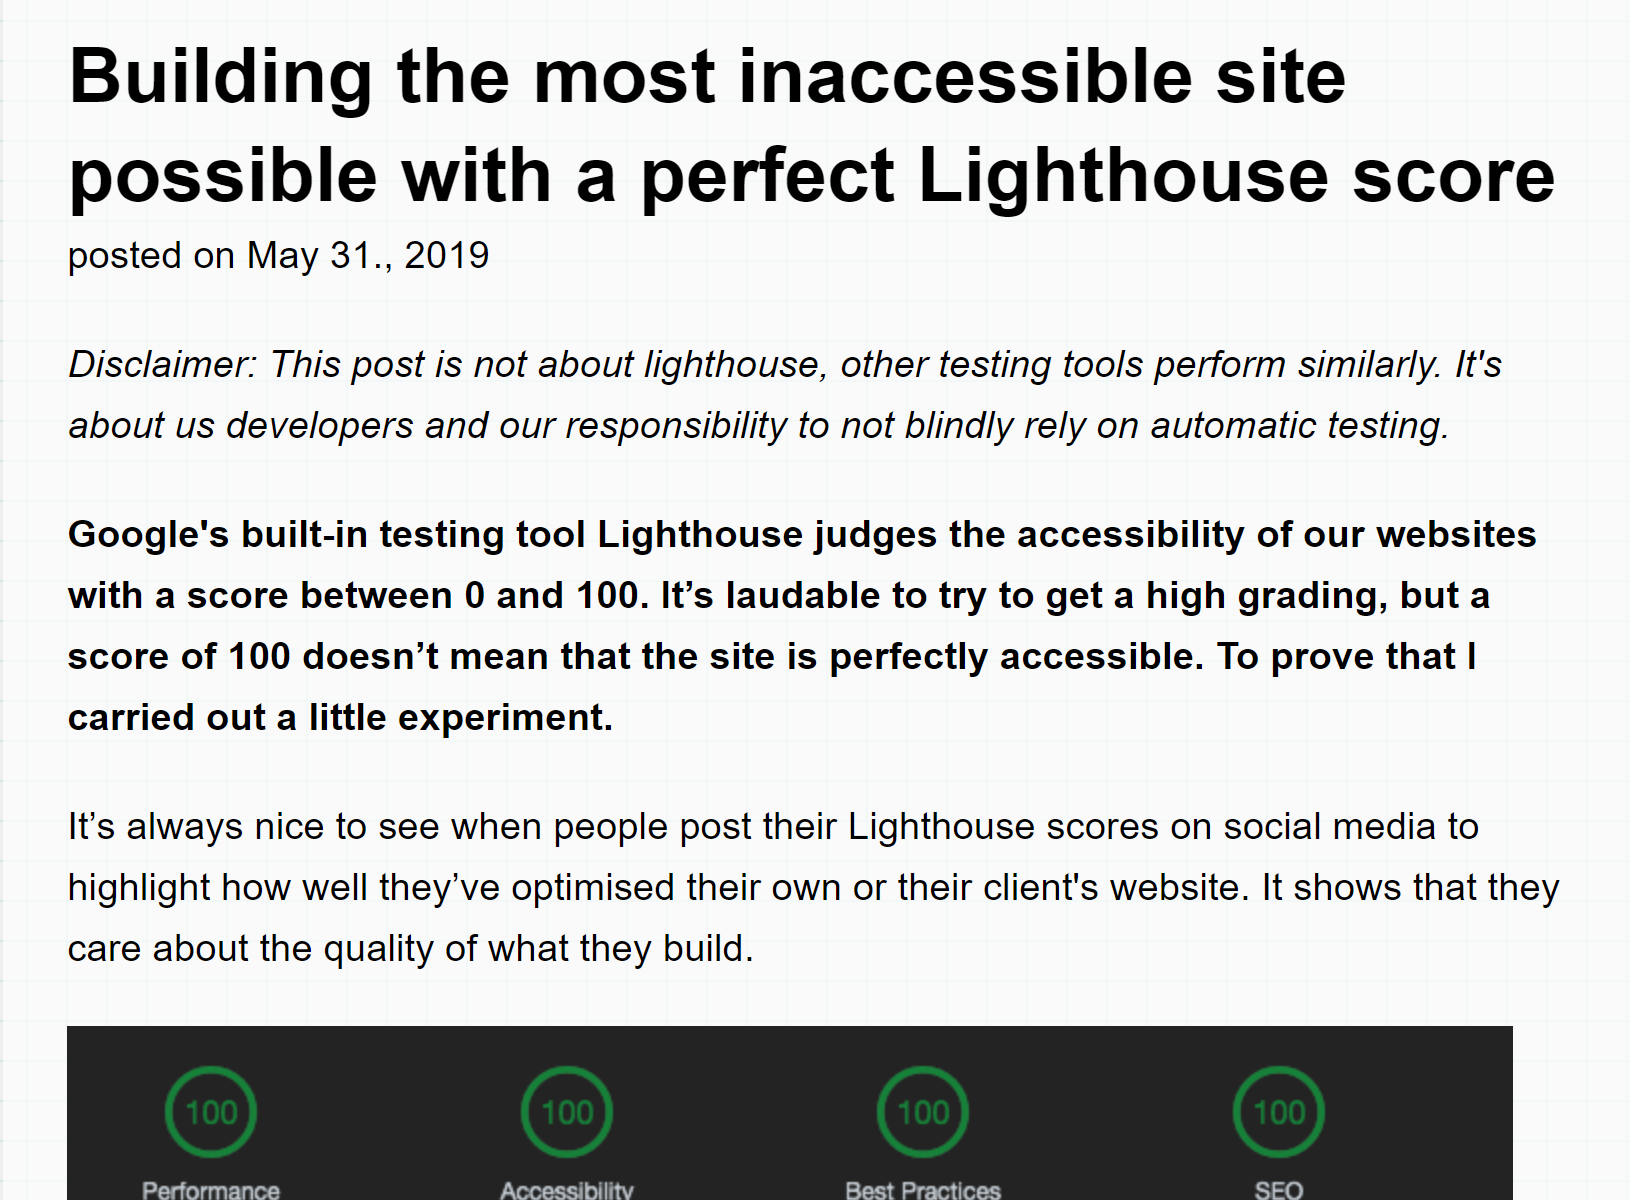 Building the most inaccessible site
possible with a perfect Lighthouse score
posted on May 31., 2019
Disclaimer: This post is not about lighthouse, other testing tools perform similarly. It's
about us developers and our responsibility to not blindly rely on automatic testing.
Google's built-in testing tool Lighthouse judges the accessibility of our websites
with a score between 0 and 100. It’s laudable to try to get a high grading, but a
score of 100 doesn’t mean that the site is perfectly accessible. To prove that I
carried out a little experiment.
It’s always nice to see when people post their Lighthouse scores on social media to
highlight how well they’ve optimised their own or their client's website. It shows that they
care about the quality of what they build.
100 100 100 100
Performance Accessibility Best Practices SEO